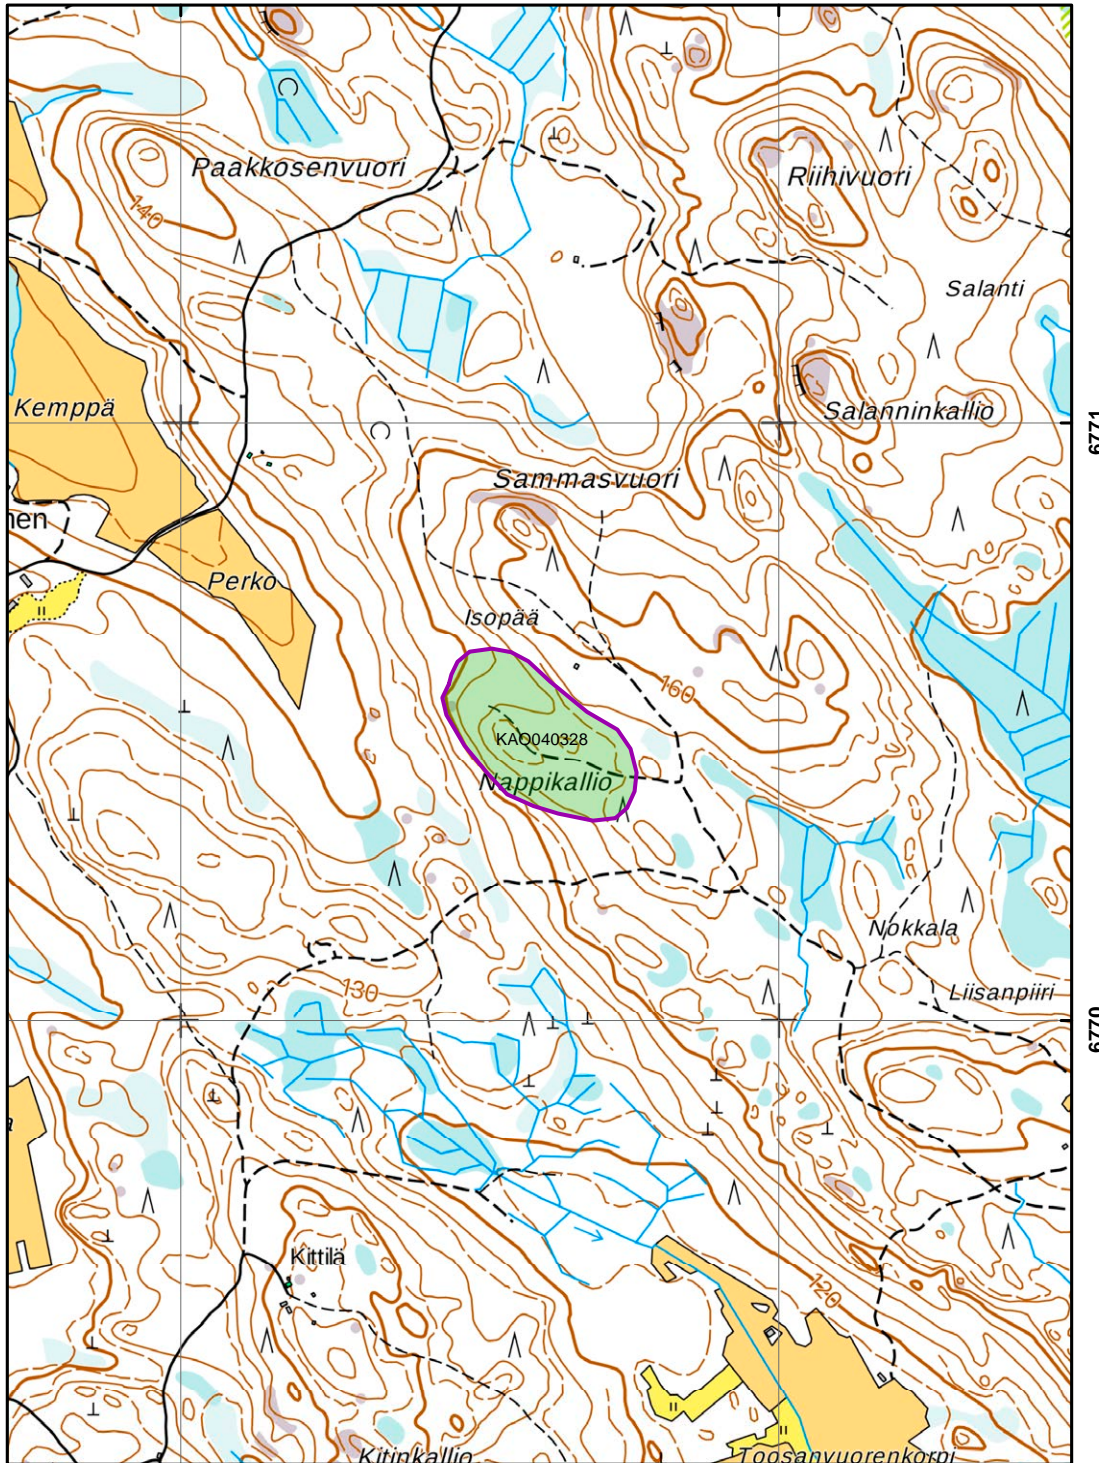 Paakkosenvuori
Riihivuori
140
Salanti
Kemppä
Salanninkallio
6771
Sammasvuori
nen
Perko
Isopää
160
KAO040328
Nappikallio
Nokkala
130
Liisanpiiri
6770
a
Kittilä
120
Kitinkallio
Toosanvuorenkorpi